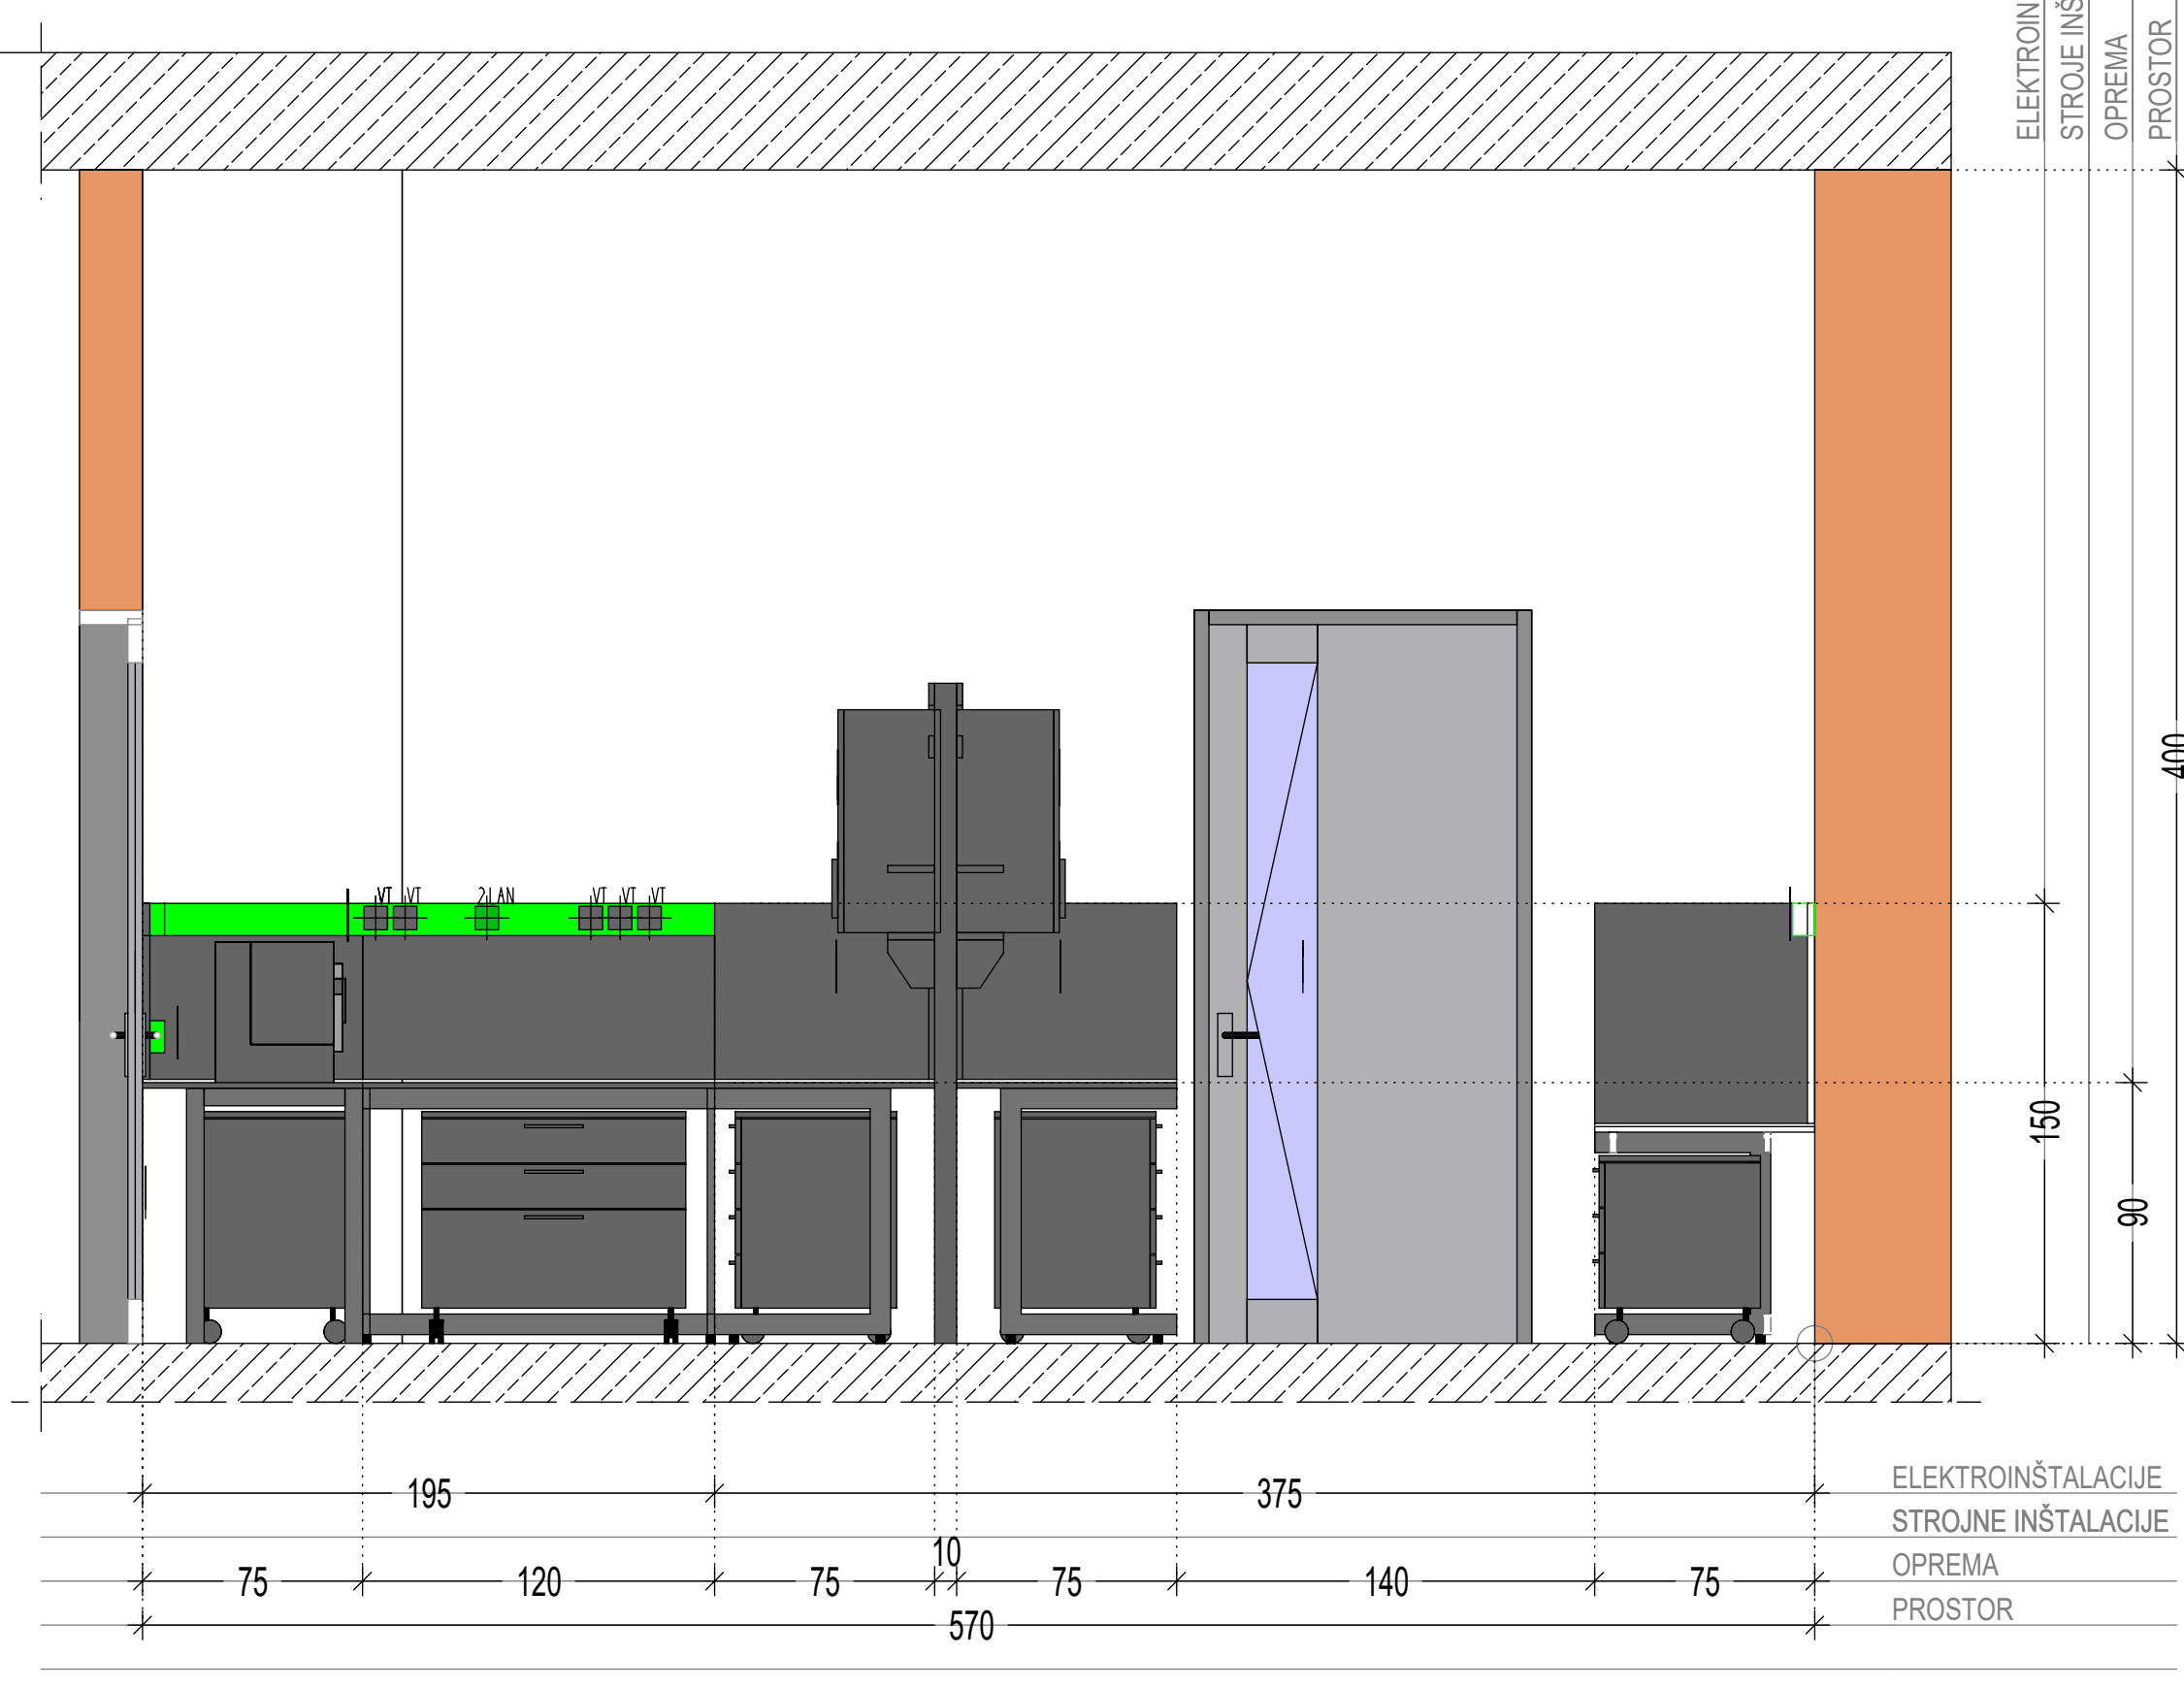 ELEKTROIN
STROJE INŠ
OPREMA
PROSTOR
400
VT VT 2LAN VT VT VT
150
90
195 375
10
75 120 75 75 140 75
570
ELEKTROINŠTALACIJE
STROJNE INŠTALACIJE
OPREMA
PROSTOR